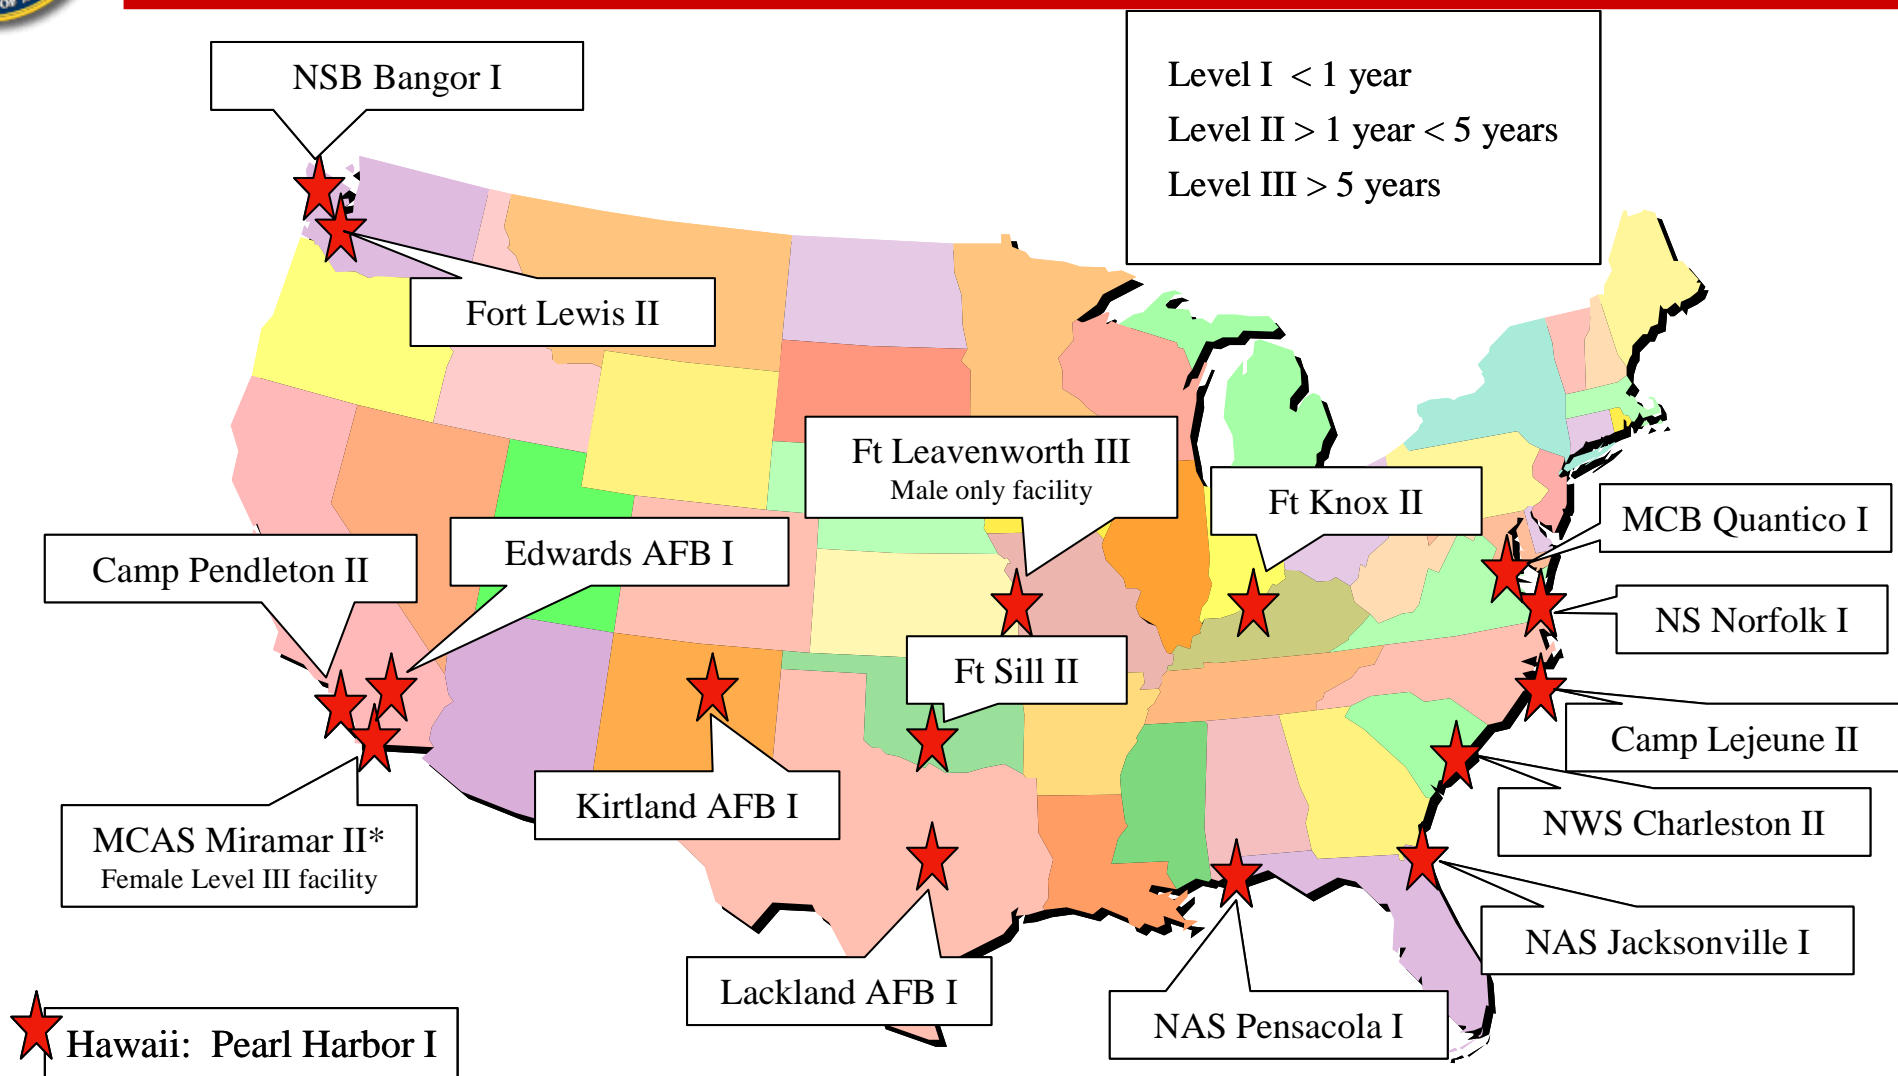 NSB Bangor I
Level I < 1 year
Level II > 1 year < 5 years
Level III > 5 years
Fort Lewis II
Ft Leavenworth III
Male only facility
Ft Knox II
MCB Quantico I
Edwards AFB I
Camp Pendleton II
NS Norfolk I
Ft Sill II
Camp Lejeune II
Kirtland AFB I
NWS Charleston II
MCAS Miramar II*
Female Level III facility
NAS Jacksonville I
Lackland AFB I
NAS Pensacola I
Hawaii: Pearl Harbor I